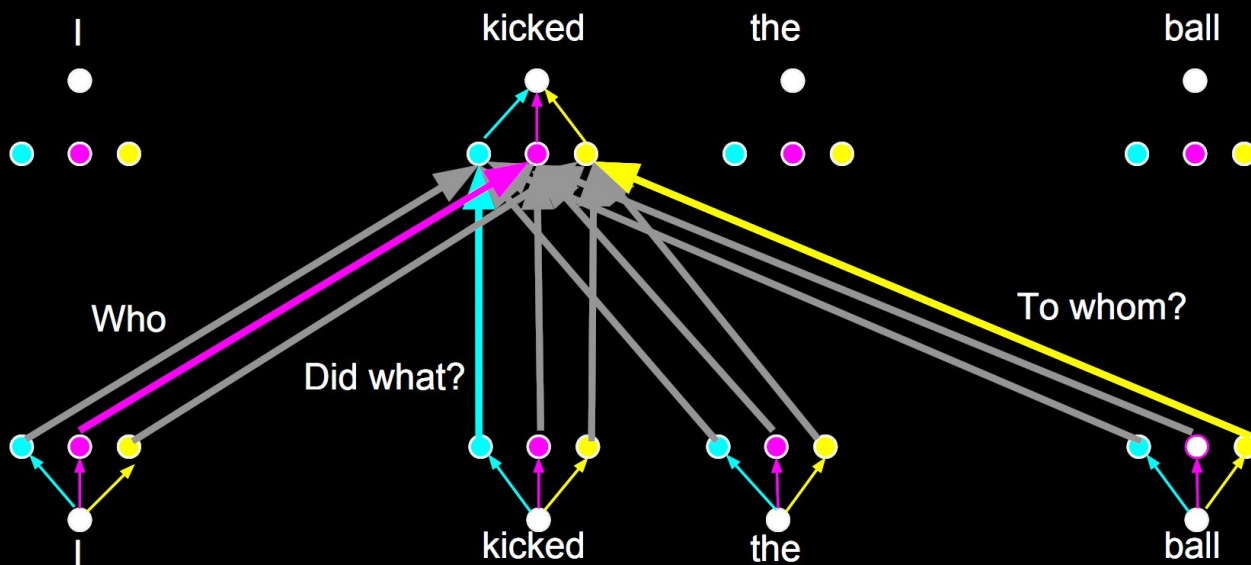 I kicked the ball
Who
Did what?
To whom?
I kicked the ball